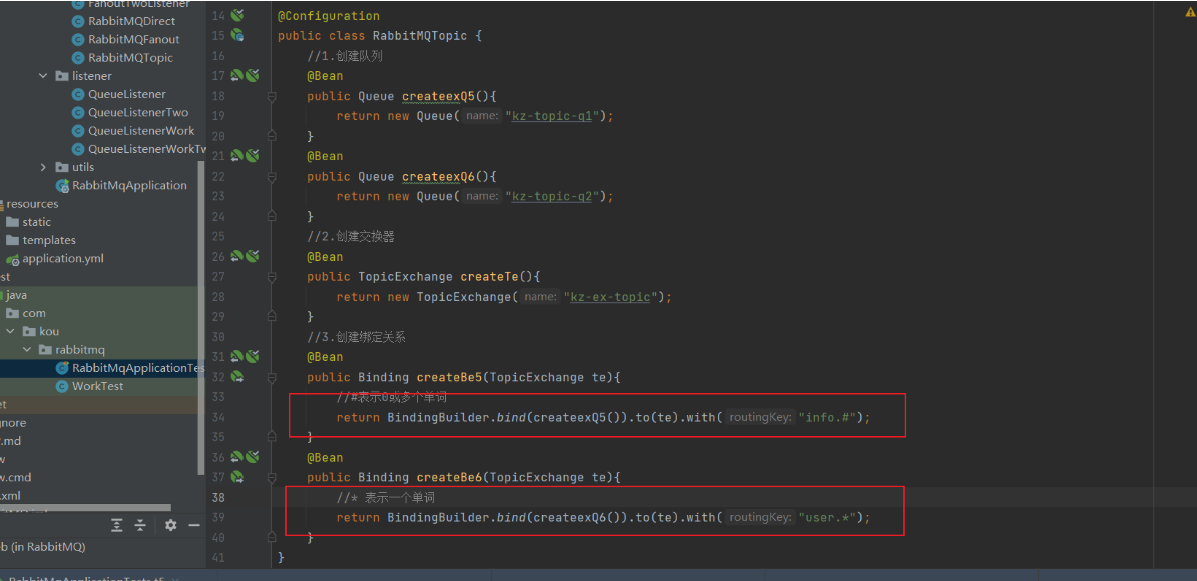 FanoutTwoListener
RabbitMQDirect
RabbitMQFanout
RabbitMQTopic
listener
QueueListener
QueueListenerTwo
QueueListenerWork
QueueListenerWorkTw
utils
RabbitMqApplication
resources
static
templates
application.yml
st
java
com
kou
rabbitmq
RabbitMqApplicationTes
WorkTest
et
gnore
.md
w
w.cmd
.xml
b (in RabbitMQ)
14 @Configuration
15 public class RabbitMQTopic {
16 //1.创建队列
17 @Bean
18 public Queue createexQ5(){
19 return new Queue( name: "kz-topic-q1");
20 }
21 @Bean
22 public Queue createexQ6(){
23 return new Queue( name: "kz-topic-q2");
24 }
25 //2.创建交换器
26 @Bean
27 public TopicExchange createTe(){
28 return new TopicExchange( name: "kz-ex-topic");
29 }
30 //3.创建绑定关系
31 @Bean
32 public Binding createBe5(TopicExchange te){
33 //#表示0或多个单词
34 return BindingBuilder.bind(createexQ5()).to(te).with( routingKey: "info.#");
35 }
36 @Bean
37 public Binding createBe6(TopicExchange te){
38 //* 表示一个单词
39 return BindingBuilder.bind(createexQ6()).to(te).with( routingKey: "user.*");
40 }
41 }